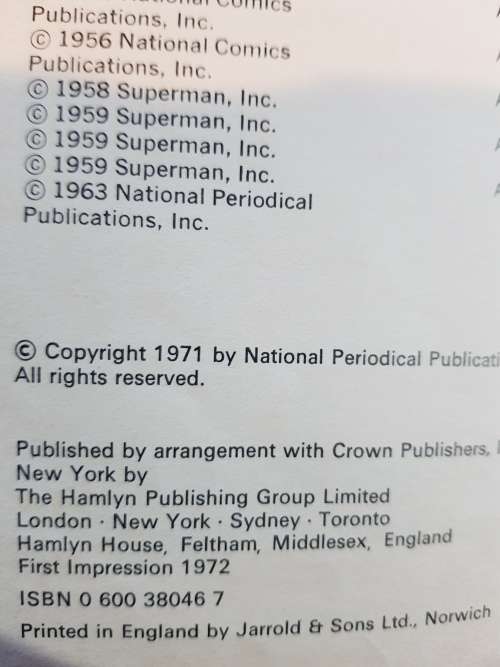 Comics
Publications, Inc.
© 1956 National Comics
Publications, Inc.
© 1958 Superman, Inc.
© 1959 Superman, Inc.
© 1959 Superman, Inc.
© 1959 Superman, Inc.
© 1963 National Periodical
Publications, Inc.
© Copyright 1971 by National Periodical Publicati
All rights reserved.
Published by arrangement with Crown Publishers,
New York by
The Hamlyn Publishing Group Limited
London · New York · Sydney · Toronto
Hamlyn House, Feltham, Middlesex, England
First Impression 1972
ISBN 0 600 38046 7
Printed in England by Jarrold & Sons Ltd., Norwich